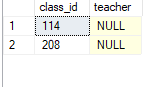 class_id teacher
1 114 NULL
2 208 NULL